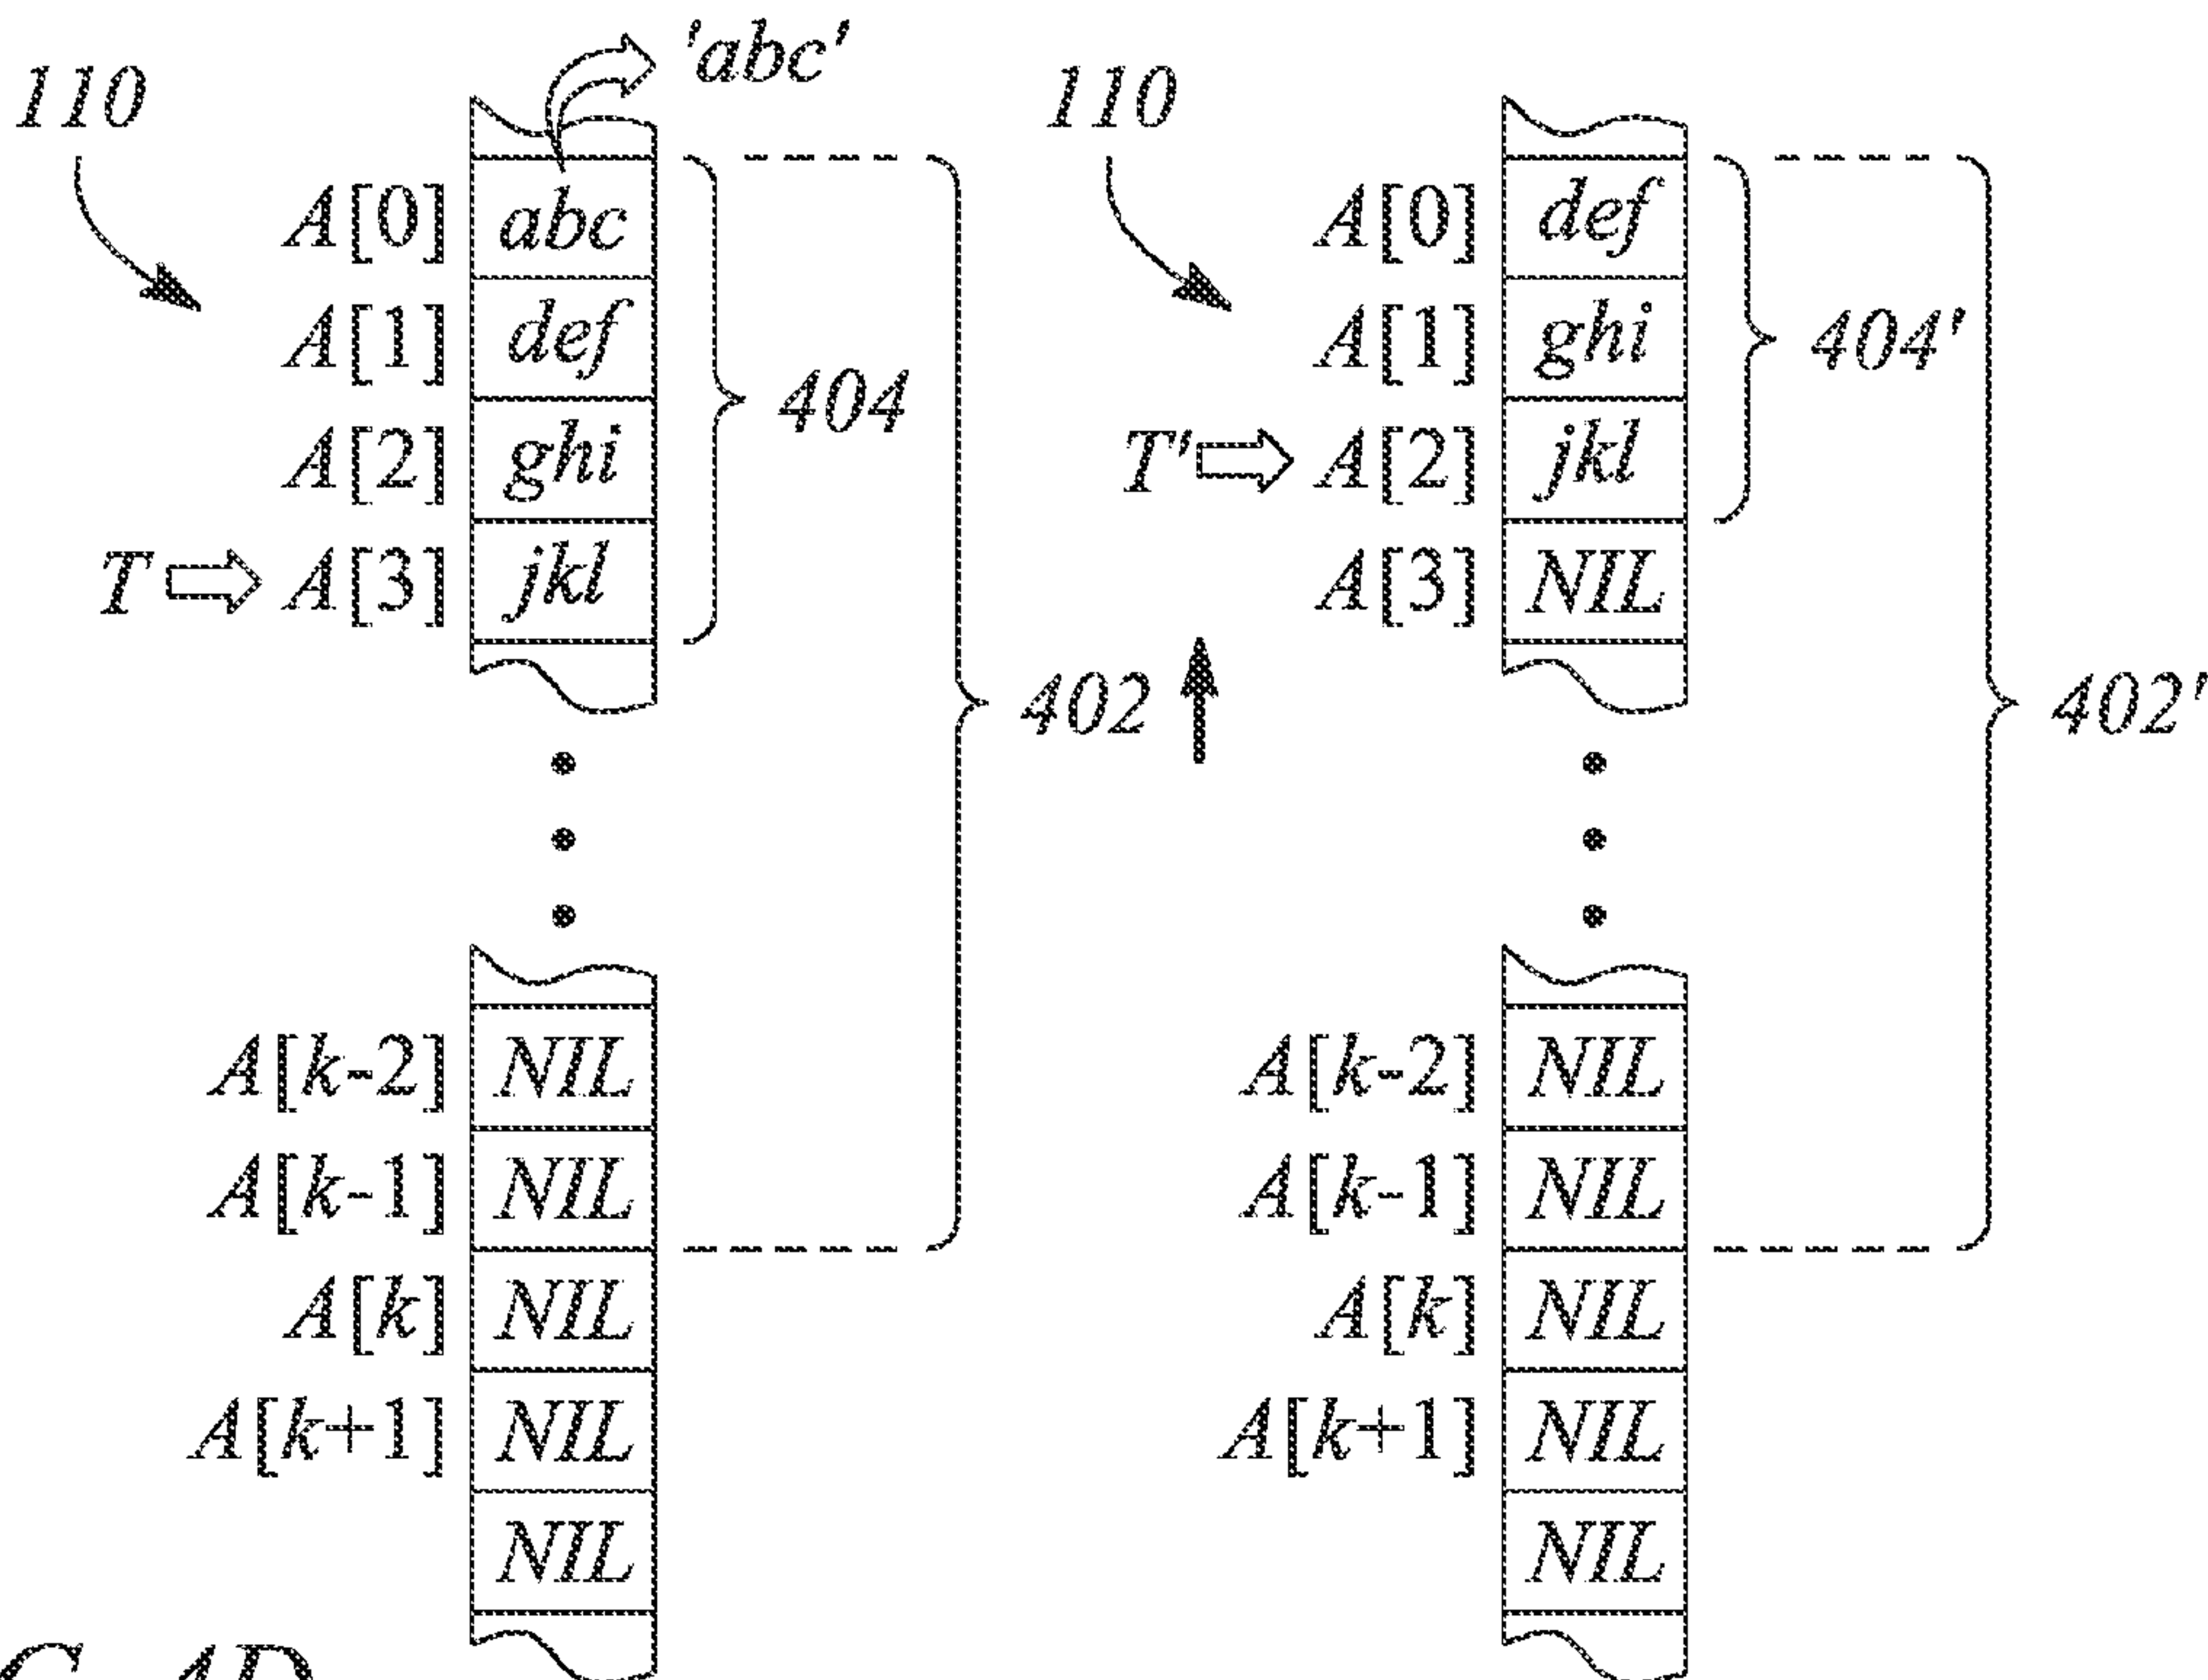 'abc'
110
A[0] abc
A[1] def
A[2] ghi
T A[3] jkl
404
402
A[k-2] NIL
A[k-1] NIL
A[k] NIL
A[k+1] NIL
NIL
110
A[0] def
A[1] ghi
T' A[2] jkl
A[3] NIL
404'
402'
A[k-2] NIL
A[k-1] NIL
A[k] NIL
A[k+1] NIL
NIL